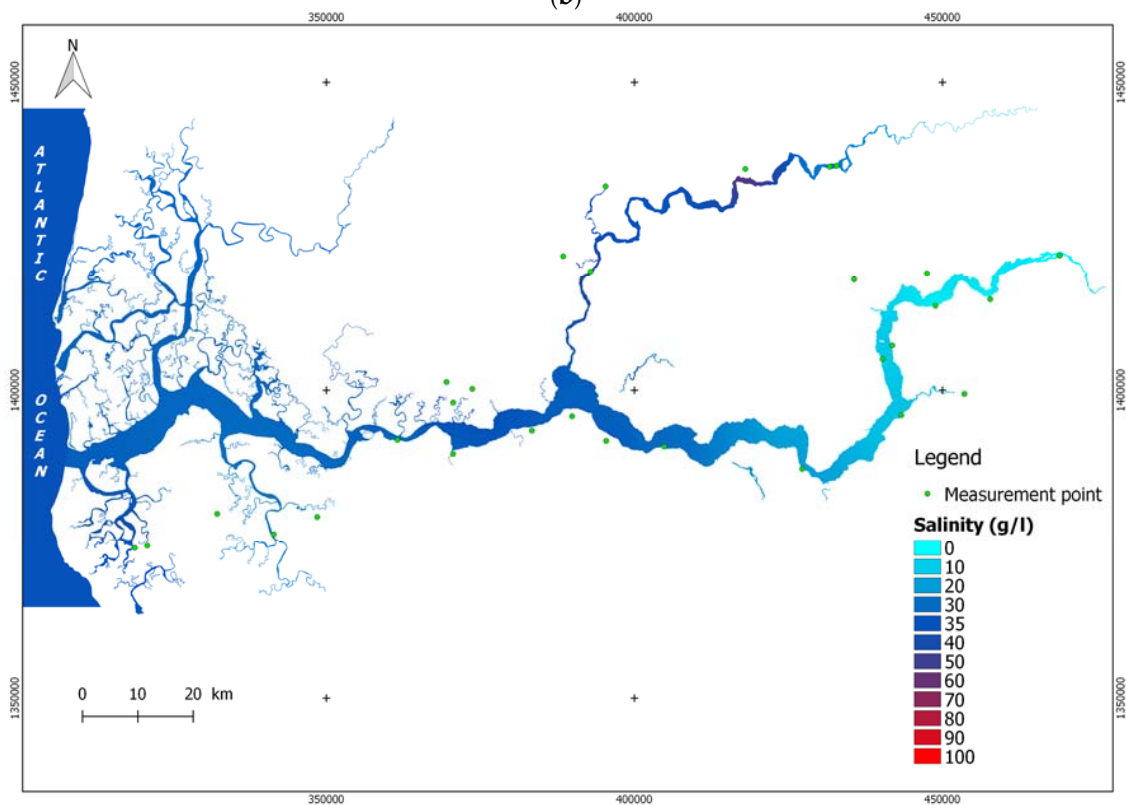 (b)
350000 400000 450000
N
1450000 1450000
ATLANTIC
OCEAN
1400000 1400000
Legend
Measurement point
Salinity (g/l)
0
10
20
30
35
40
50
60
70
80
90
100
0 10 20 km
1350000 1350000
350000 400000 450000